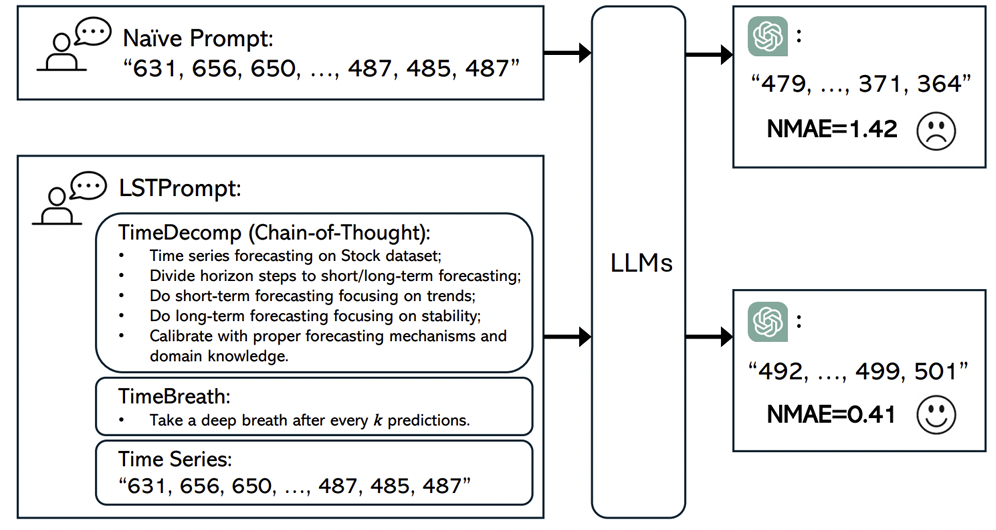 Naïve Prompt:
“631, 656, 650, …, 487, 485, 487”
LSTPrompt:
TimeDecomp (Chain-of-Thought):
• Time series forecasting on Stock dataset;
• Divide horizon steps to short/long-term forecasting;
• Do short-term forecasting focusing on trends;
• Do long-term forecasting focusing on stability;
• Calibrate with proper forecasting mechanisms and
domain knowledge.
TimeBreath:
• Take a deep breath after every k predictions.
Time Series:
“631, 656, 650, …, 487, 485, 487”
LLMs
:
“479, …, 371, 364”
NMAE=1.42
:
“492, …, 499, 501”
NMAE=0.41